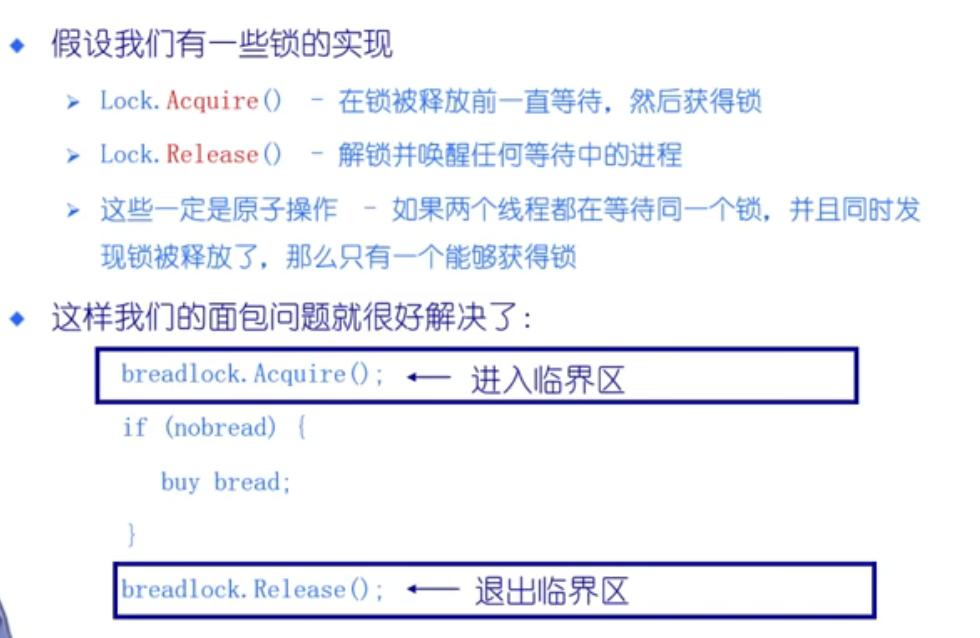 假设我们有一些锁的实现
Lock.Acquire() - 在锁被释放前一直等待，然后获得锁
Lock.Release() - 解锁并唤醒任何等待中的进程
这些一定是原子操作 - 如果两个线程都在等待同一个锁，并且同时发
现锁被释放了，那么只有一个能够获得锁
这样我们的面包问题就很好解决了：
breadlock.Acquire(); ← 进入临界区
if (nobread) {
buy bread;
}
breadlock.Release(); ← 退出临界区